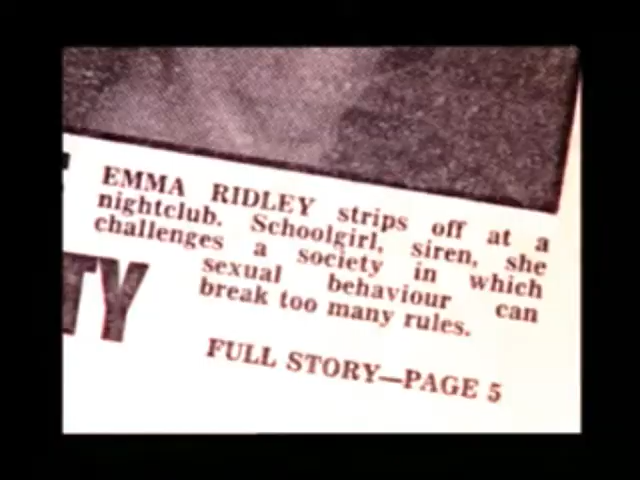 EMMA RIDLEY strips off at a
nightclub. Schoolgirl, siren, she
challenges a society in which
sexual behaviour can
break too many rules.
TY
FULL STORY—PAGE 5